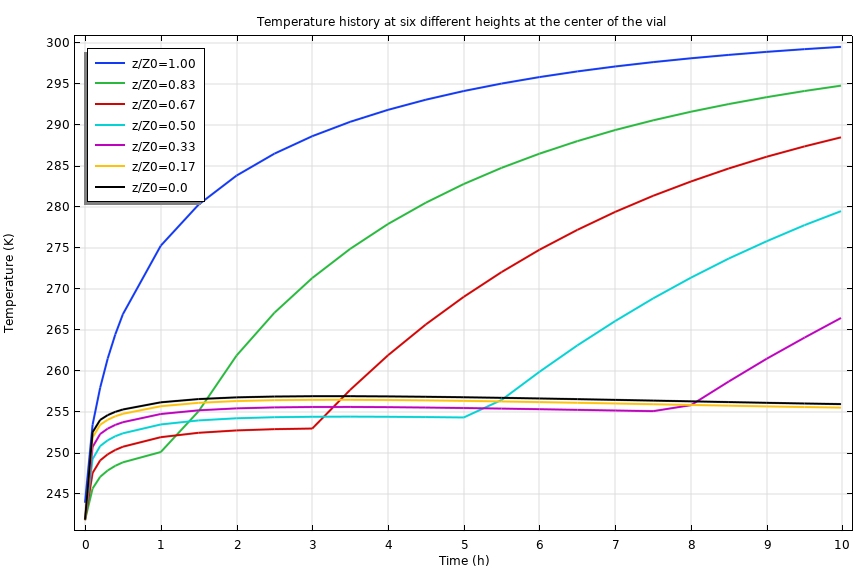 Temperature history at six different heights at the center of the vial
300
295
290
285
280
275
270
265
260
255
250
245
Temperature (K)
z/Z0=1.00
z/Z0=0.83
z/Z0=0.67
z/Z0=0.50
z/Z0=0.33
z/Z0=0.17
z/Z0=0.0
0 1 2 3 4 5 6 7 8 9 10
Time (h)